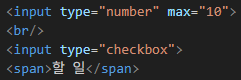 <input type="number" max="10">
<br/>
<input type="checkbox">
<span>할 일</span>